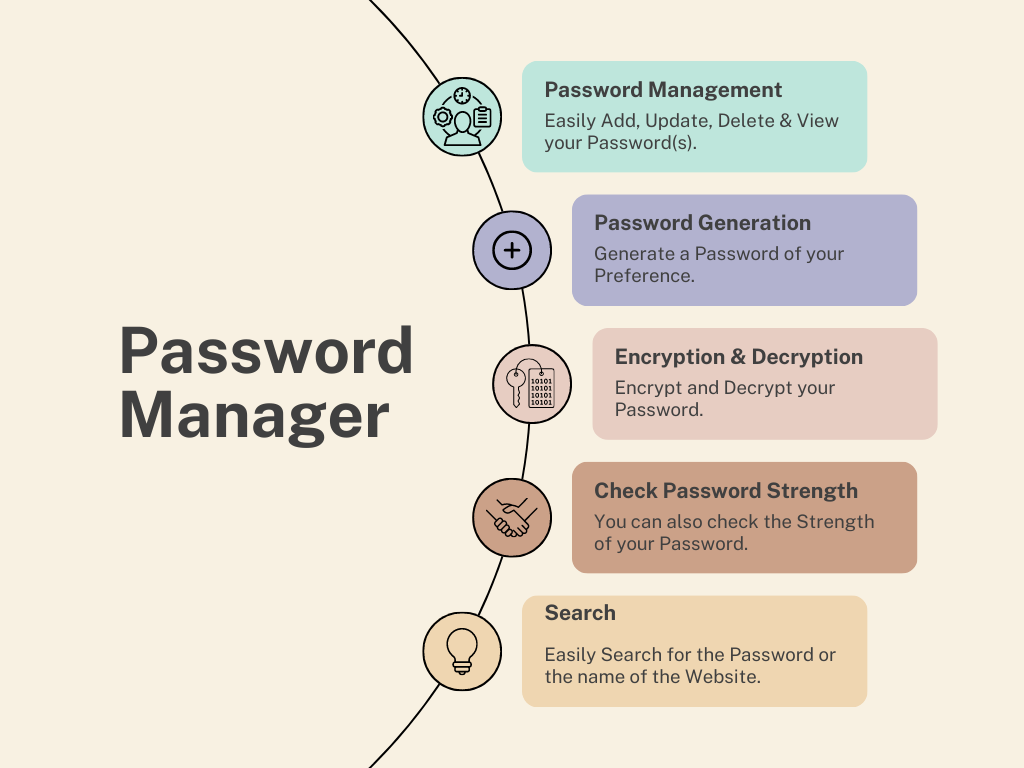 Password
Manager
Password Management
Easily Add, Update, Delete & View
your Password(s).
Password Generation
Generate a Password of your
Preference.
10101
10101
10101
10101
Encryption & Decryption
Encrypt and Decrypt your
Password.
Check Password Strength
You can also check the Strength
of your Password.
Search
Easily Search for the Password or
the name of the Website.